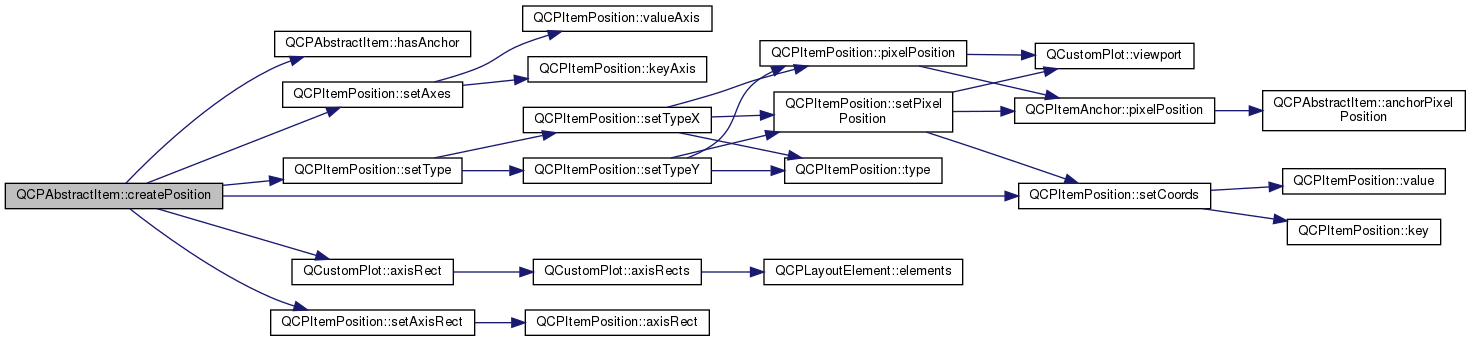 QCPAbstractItem::createPosition
QCPAbstractItem::hasAnchor
QCPItemPosition::setAxes
QCPItemPosition::setType
QCustomPlot::axisRect
QCPItemPosition::setAxisRect
QCPItemPosition::valueAxis
QCPItemPosition::keyAxis
QCPItemPosition::setTypeX
QCPItemPosition::setTypeY
QCustomPlot::axisRects
QCPItemPosition::axisRect
QCPItemPosition::pixelPosition
QCPItemPosition::setPixel
Position
QCPItemPosition::type
QCPLayoutElement::elements
QCustomPlot::viewport
QCPItemAnchor::pixelPosition
QCPItemPosition::setCoords
QCPAbstractItem::anchorPixel
Position
QCPItemPosition::value
QCPItemPosition::key